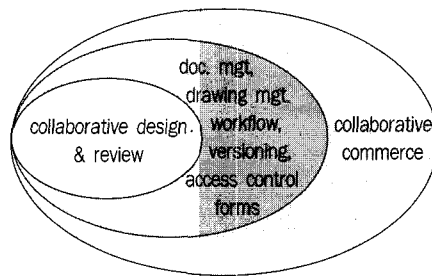 collaborative design
& review
doc. mgt,
drawing mgt.
workflow,
versioning,
access control
forms
collaborative
commerce